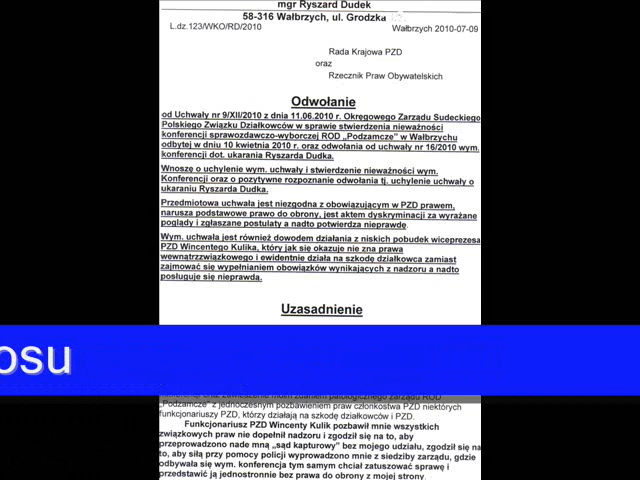 mgr Ryszard Dudek
58-316 Wałbrzych, ul. Grodzka
L.dz.123/WKO/RD/2010
Wałbrzych 2010-07-09
Rada Krajowa PZD
oraz
Rzecznik Praw Obywatelskich
Odwołanie
od Uchwały nr 9/XII/2010 z dnia 11.06.2010 r. Okręgowego Zarządu Sudeckiego
Polskiego Związku Działkowców w sprawie stwierdzenia nieważności
konferencji sprawozdawczo-wyborczej ROD „Podzamcze” w Wałbrzychu
odbytej w dniu 10 kwietnia 2010 r. oraz odwołania od uchwały nr 16/2010 wym.
konferencji dot. ukarania Ryszarda Dudka.
Wnoszę o uchylenie wym. uchwały i stwierdzenie nieważności wym.
Konferencji oraz o pozytywne rozpoznanie odwołania tj. uchylenie uchwały o
ukaraniu Ryszarda Dudka.
Przedmiotowa uchwała jest niezgodna z obowiązującym w PZD prawem,
narusza podstawowe prawo do obrony, jest aktem dyskryminacji za wyrażane
poglądy i zgłaszane postulaty a nadto potwierdza nieprawdę.
Wym. uchwała jest również dowodem działania z niskich pobudek wiceprezesa
PZD Wincentego Kulika, który jak się okazuje nie zna prawa
wewnątrzzwiązkowego i ewidentnie działa na szkodę działkowca zamiast
zajmować się wypełnianiem obowiązków wynikających z nadzoru a nadto
posługuje się nieprawdą.
Uzasadnienie
osu
„Podzamcze” z jednoczesnym pozbawieniem praw członkostwa PZD niektórych
funkcjonariuszy PZD, którzy działają na szkodę działkowców i PZD.
Funkcjonariusz PZD Wincenty Kulik pozbawił mnie wszystkich
związkowych praw nie dopełnił nadzoru i zgodził się na to, aby
przeprowadzono nade mną „sąd kapturowy” bez mojego udziału, zgodził się na
to, aby siłą przy pomocy policji wyprowadzono mnie z siedziby zarządu, gdzie
odbywała się wym. konferencja tym samym chciał zatuszować sprawę i
przedstawić ją jednostronnie bez prawa do obrony z mojej strony.